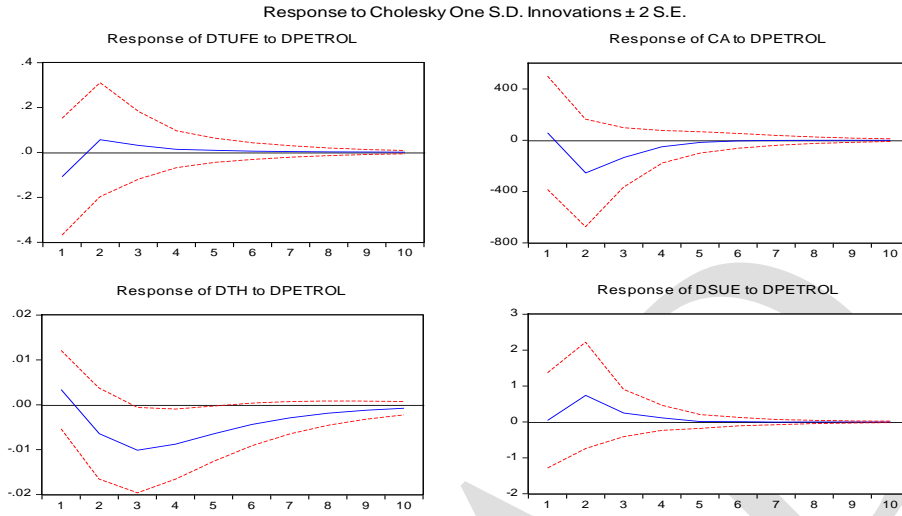 Response to Cholesky One S.D. Innovations ± 2 S.E.
Response of DTUFE to DPETROL
.4
.2
.0
-.2
-.4
1 2 3 4 5 6 7 8 9 10
Response of CA to DPETROL
400
0
-400
-800
1 2 3 4 5 6 7 8 9 10
Response of DTH to DPETROL
.02
.01
.00
-.01
-.02
1 2 3 4 5 6 7 8 9 10
Response of DSUE to DPETROL
3
2
1
0
-1
-2
1 2 3 4 5 6 7 8 9 10